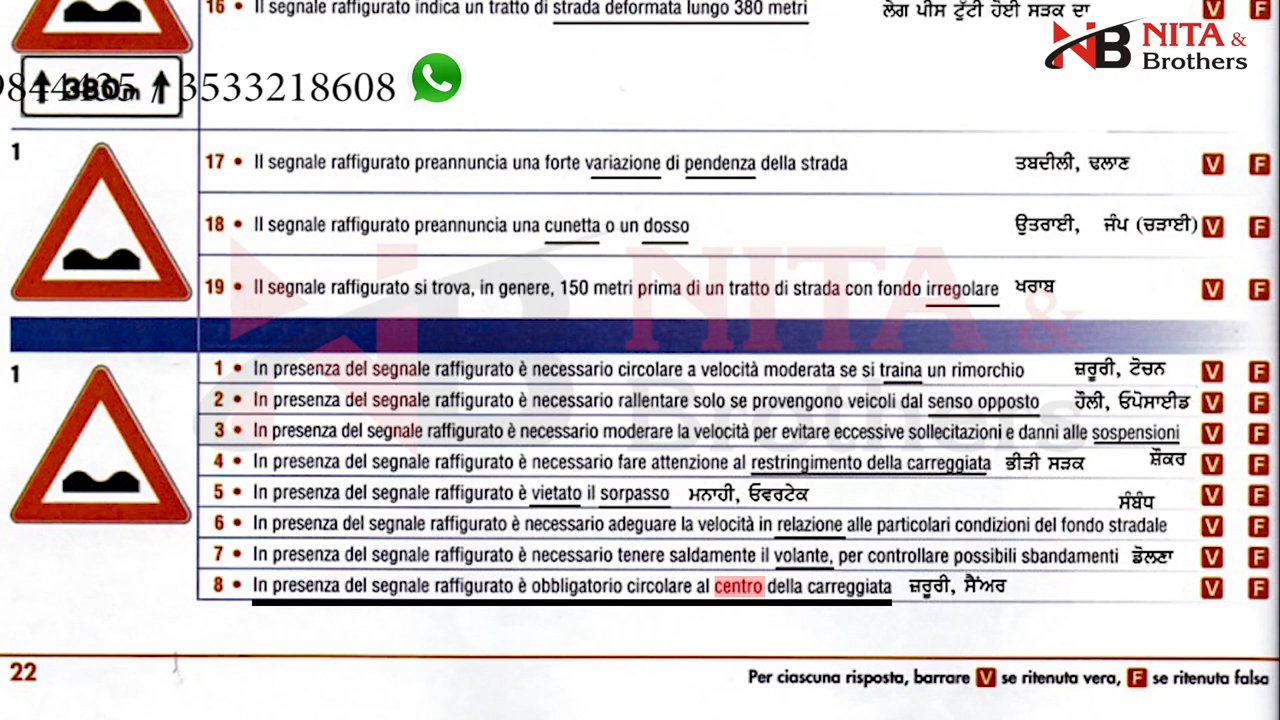 16 • Il segnale raffigurato indica un tratto di strada deformata lungo 380 metri ਲੇਗ ਪੀਸ ਟੁੱਟੀ ਹੋਈ ਸੜਕ ਦਾ V F
NITA &
Brothers
NB
3533218608
380m
1
17 • Il segnale raffigurato preannuncia una forte variazione di pendenza della strada ਤਬਦੀਲੀ, ਢਲਾਣ V F
18 • Il segnale raffigurato preannuncia una cunetta o un dosso ਉਤਰਾਈ, ਜੰਪ (ਚੜਾਈ) V F
19 • Il segnale raffigurato si trova, in genere, 150 metri prima di un tratto di strada con fondo irregolare ਖਰਾਬ V F
NITA &
Brothers
1
1 • In presenza del segnale raffigurato è necessario circolare a velocità moderata se si traina un rimorchio ਜ਼ਰੂਰੀ, ਟੋਚਨ V F
2 • In presenza del segnale raffigurato è necessario rallentare solo se provengono veicoli dal senso opposto ਹੌਲੀ, ਓਪੋਸਾਈਡ V F
3 • In presenza del segnale raffigurato è necessario moderare la velocità per evitare eccessive sollecitazioni e danni alle sospensioni V F
ਸ਼ੌਕਰ
4 • In presenza del segnale raffigurato è necessario fare attenzione al restringimento della carreggiata ਭੀੜੀ ਸੜਕ V F
5 • In presenza del segnale raffigurato è vietato il sorpasso ਮਨਾਹੀ, ਓਵਰਟੇਕ V F
ਸੰਬੰਧ
6 • In presenza del segnale raffigurato è necessario adeguare la velocità in relazione alle particolari condizioni del fondo stradale V F
7 • In presenza del segnale raffigurato è necessario tenere saldamente il volante, per controllare possibili sbandamenti ਡੋਲਣਾ V F
8 • In presenza del segnale raffigurato è obbligatorio circolare al centro della carreggiata ਜ਼ਰੂਰੀ, ਸੈਂਅਰ V F
22
Per ciascuna risposta, barrare V se ritenuta vera, F se ritenuta falsa